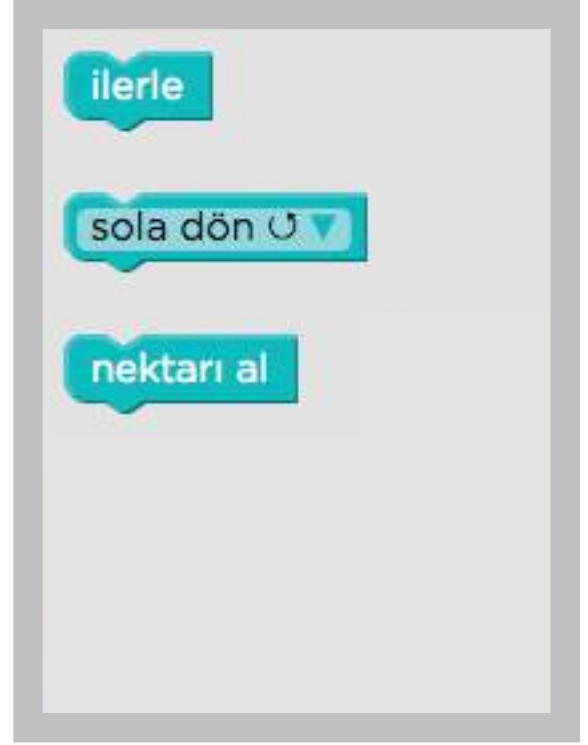 ilerle
sola dön ↺ ▼
nektarı al